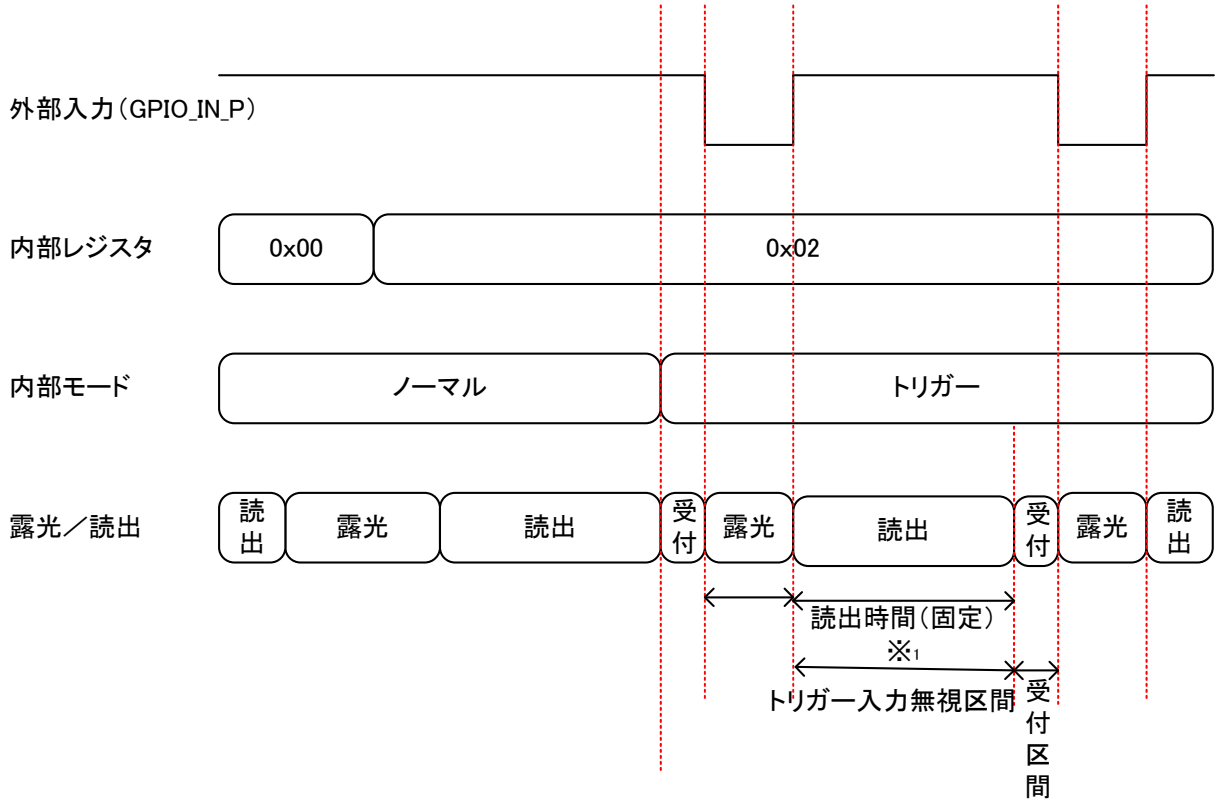 外部入力(GPIO_IN_P)
内部レジスタ
0x00
0x02
内部モード
ノーマル
トリガー
露光/読出
読出
露光
読出
受付
露光
読出
受付
露光
読出
読出時間(固定)
※1
トリガー入力無視区間
受付区間